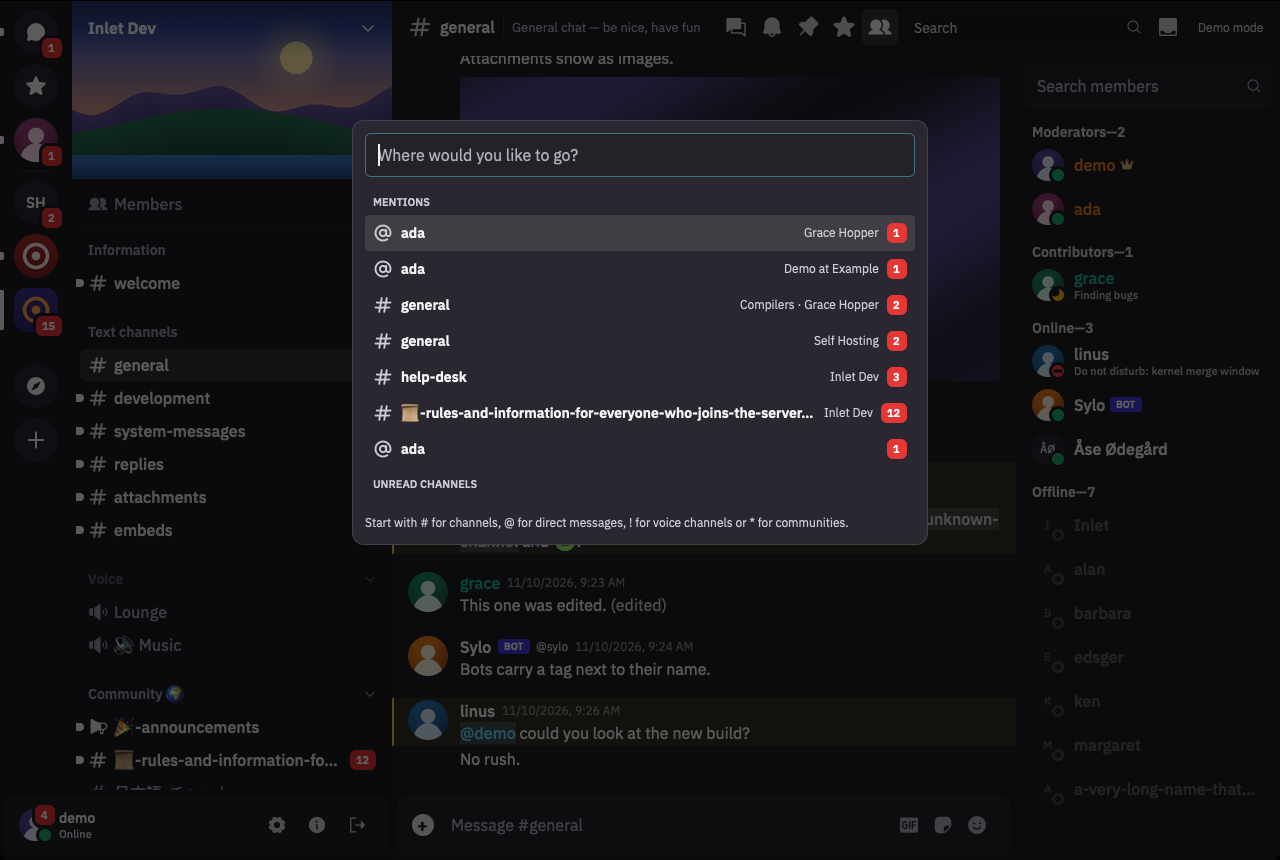 1
1
SH
2
15
Inlet Dev
Members
Information
# welcome
Text channels
# general
# development
# system-messages
# replies
# attachments
# embeds
Voice
Lounge
Music
Community
-announcements
# -rules-and-information-fo...
12
4
demo
Online
# general
General chat — be nice, have fun
Search
Demo mode
Attachments show as images.
Where would you like to go?
MENTIONS
@ ada Grace Hopper 1
@ ada Demo at Example 1
# general Compilers · Grace Hopper 2
# general Self Hosting 2
# help-desk Inlet Dev 3
# -rules-and-information-for-everyone-who-joins-the-server... Inlet Dev 12
@ ada 1
UNREAD CHANNELS
Start with # for channels, @ for direct messages, ! for voice channels or * for communities.
unknown-
grace 11/10/2026, 9:23 AM
This one was edited. (edited)
Sylo BOT @sylo 11/10/2026, 9:24 AM
Bots carry a tag next to their name.
linus 11/10/2026, 9:26 AM
@demo could you look at the new build?
No rush.
Message #general
GIF
Search members
Moderators—2
demo
ada
Contributors—1
grace
Finding bugs
Online—3
linus
Do not disturb: kernel merge window
Sylo BOT
ÅØ
Åse Ødegård
Offline—7
I
Inlet
A
alan
B
barbara
E
edsger
K
ken
M
margaret
A
a-very-long-name-that...